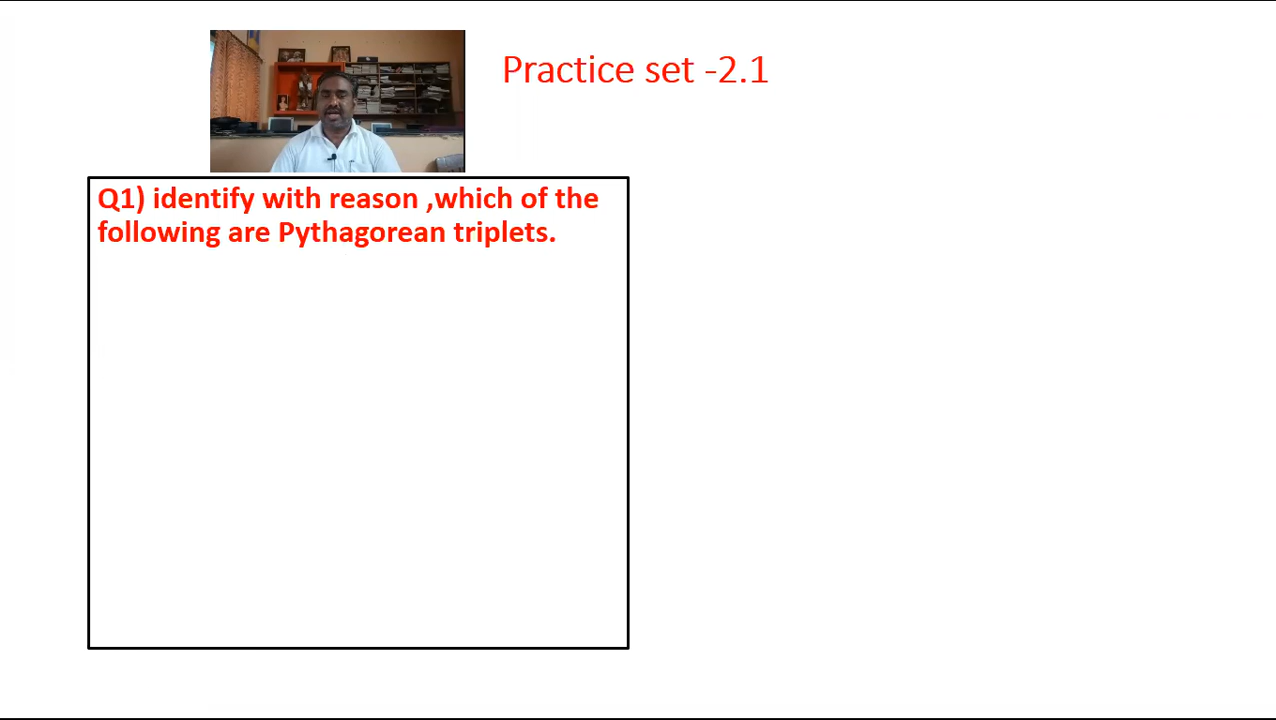 Practice set -2.1
Q1) identify with reason ,which of the
following are Pythagorean triplets.